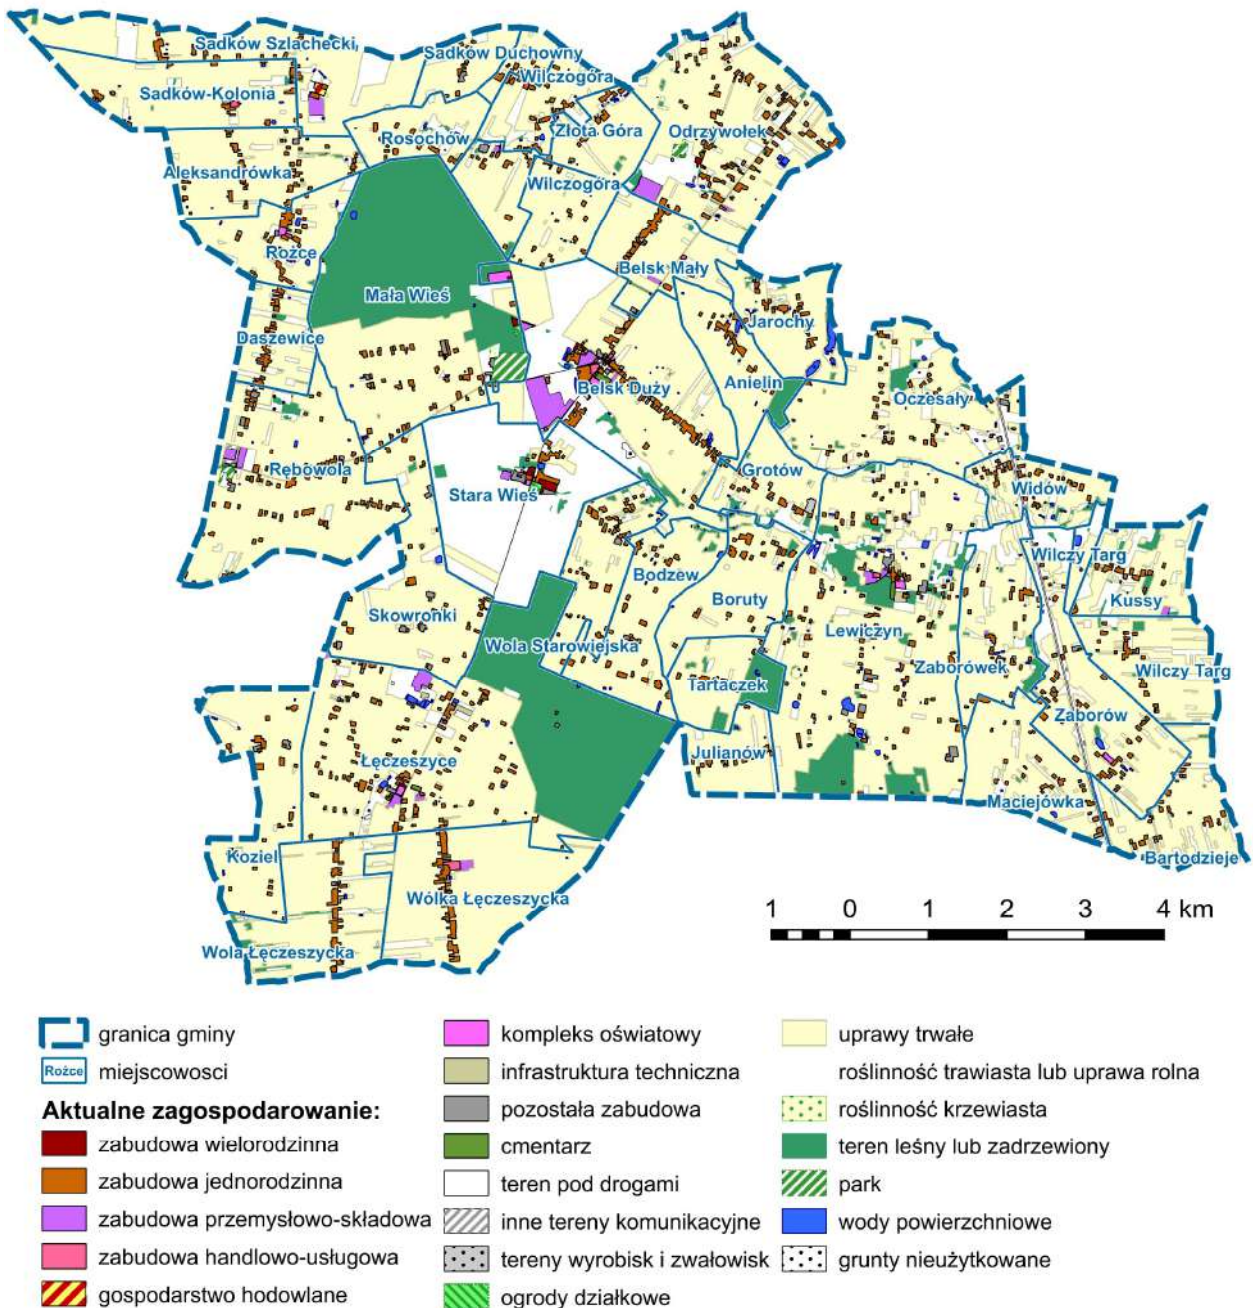 Sadków Szlachecki
Sadków Duchowny
Wilczogóra
Sadków-Kolonia
Złota Góra
Odrzywołek
Rosochów
Aleksandrówka
Wilczogóra
Rożce
Belsk Mały
Mała Wieś
Jarochy
Daszewice
Anielin
Belsk Duży
Oczesały
Rębowola
Grotów
Stara Wieś
Widów
Wilczy Targ
Bodzew
Boruty
Kussy
Skowronki
Lewiczyn
Wola Starowiejska
Zaborówek
Wilczy Targ
Tartaczek
Zaborów
Julianów
Łęczeszyce
Maciejówka
Koziel
Bartodzieje
Wólka Łęczeszycka
Wola Łęczeszycka
1 0 1 2 3 4 km
granica gminy
Rożce miejscowosci
Aktualne zagospodarowanie:
zabudowa wielorodzinna
zabudowa jednorodzinna
zabudowa przemysłowo-składowa
zabudowa handlowo-usługowa
gospodarstwo hodowlane
kompleks oświatowy
infrastruktura techniczna
pozostała zabudowa
cmentarz
teren pod drogami
inne tereny komunikacyjne
tereny wyrobisk i zwałowisk
ogrody działkowe
uprawy trwałe
roślinność trawiasta lub uprawa rolna
roślinność krzewiasta
teren leśny lub zadrzewiony
park
wody powierzchniowe
grunty nieużytkowane